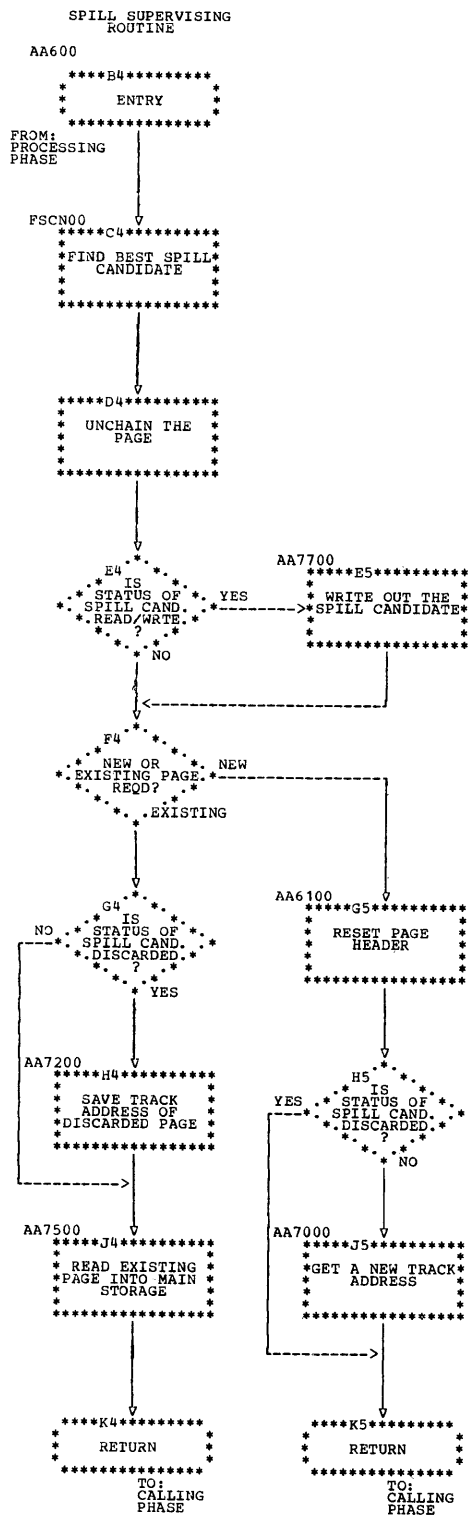 SPILL SUPERVISING
ROUTINE
AA600
B4
ENTRY
FROM:
PROCESSING
PHASE
FSCN00
C4
FIND BEST SPILL
CANDIDATE
D4
UNCHAIN THE
PAGE
E4
IS
STATUS OF
SPILL CAND.
READ/WRTE
?
YES
NO
AA7700
E5
WRITE OUT THE
SPILL CANDIDATE
F4
NEW OR
EXISTING PAGE
REQD?
NEW
EXISTING
G4
IS
STATUS OF
SPILL CAND.
DISCARDED
?
NO
YES
AA6100
G5
RESET PAGE
HEADER
AA7200
H4
SAVE TRACK
ADDRESS OF
DISCARDED PAGE
H5
IS
STATUS OF
SPILL CAND.
DISCARDED
?
YES
NO
AA7500
J4
READ EXISTING
PAGE INTO MAIN
STORAGE
AA7000
J5
GET A NEW TRACK
ADDRESS
K4
RETURN
TO:
CALLING
PHASE
K5
RETURN
TO:
CALLING
PHASE